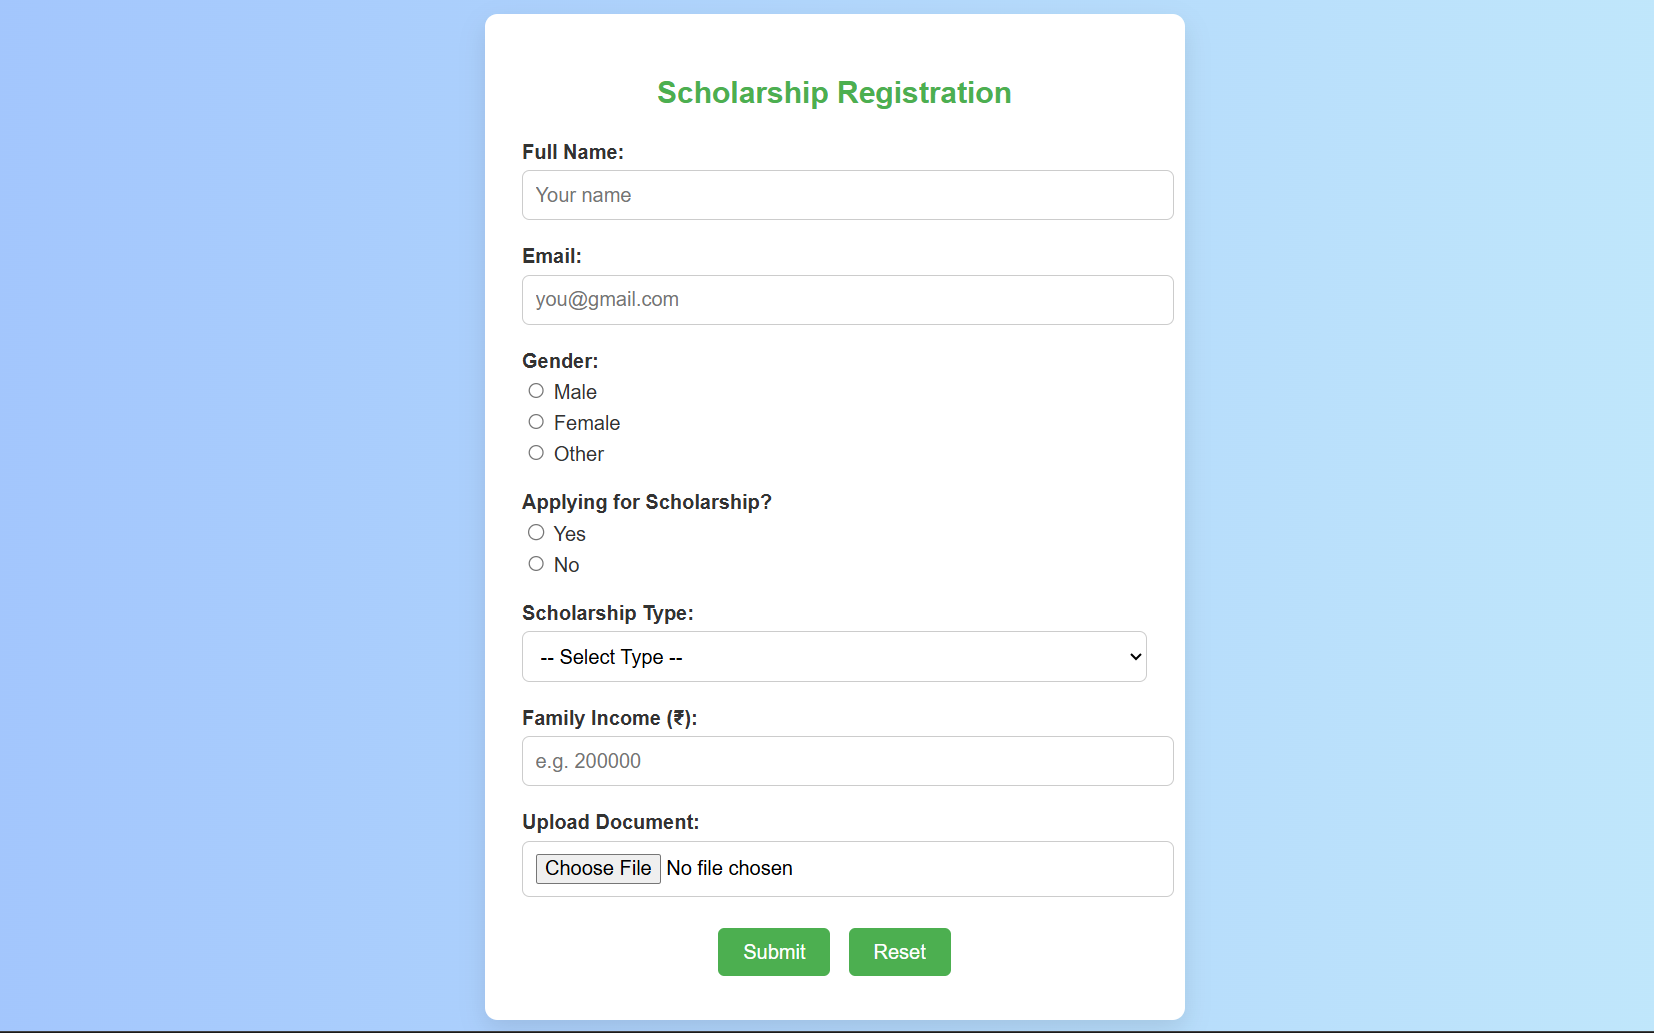 Scholarship Registration
Full Name:
Your name
Email:
you@gmail.com
Gender:
Male
Female
Other
Applying for Scholarship?
Yes
No
Scholarship Type:
-- Select Type --
Family Income (₹):
e.g. 200000
Upload Document:
Choose File No file chosen
Submit Reset